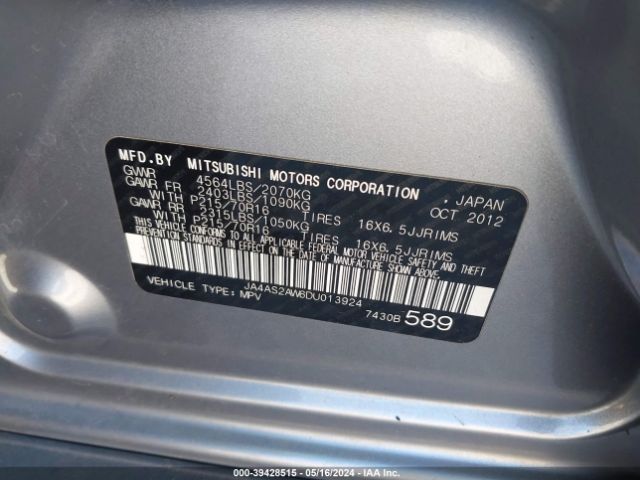 MFD.BY MITSUBISHI MOTORS CORPORATION , JAPAN
GVWR 4564LBS/2070KG OCT 2012
GAWR FR 2403LBS/1090KG
WITH P215/70R16 TIRES 16X6.5JJRIMS
GAWR RR 2315LBS/1050KG
WITH P215/70R16 TIRES 16X6.5JJRIMS
THIS VEHICLE CONFORMS TO ALL APPLICABLE FEDERAL MOTOR VEHICLE SAFETY AND THEFT
PREVENTION STANDARDS IN EFFECT ON THE DATE OF MANUFACTURE SHOWN ABOVE.
JA4AS2AW6DU013924
VEHICLE TYPE: MPV 7430B 589
000-39428515 - 05/16/2024 - IAA Inc.